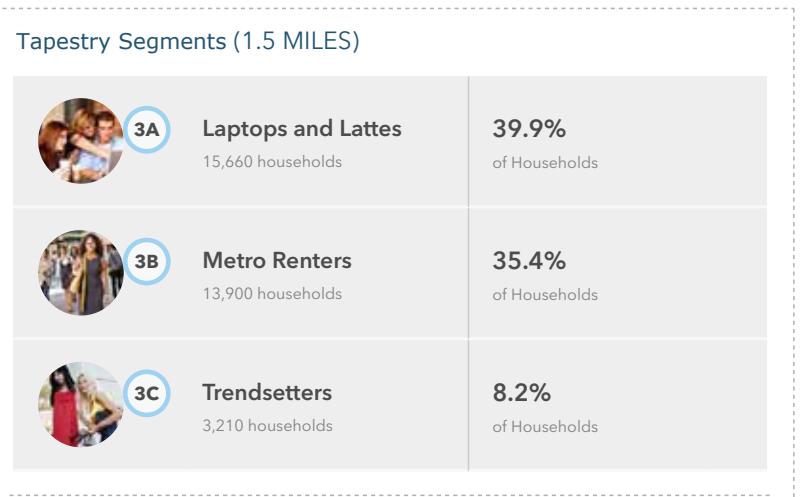 Tapestry Segments (1.5 MILES)
3A
Laptops and Lattes
15,660 households
39.9%
of Households
3B
Metro Renters
13,900 households
35.4%
of Households
3C
Trendsetters
3,210 households
8.2%
of Households